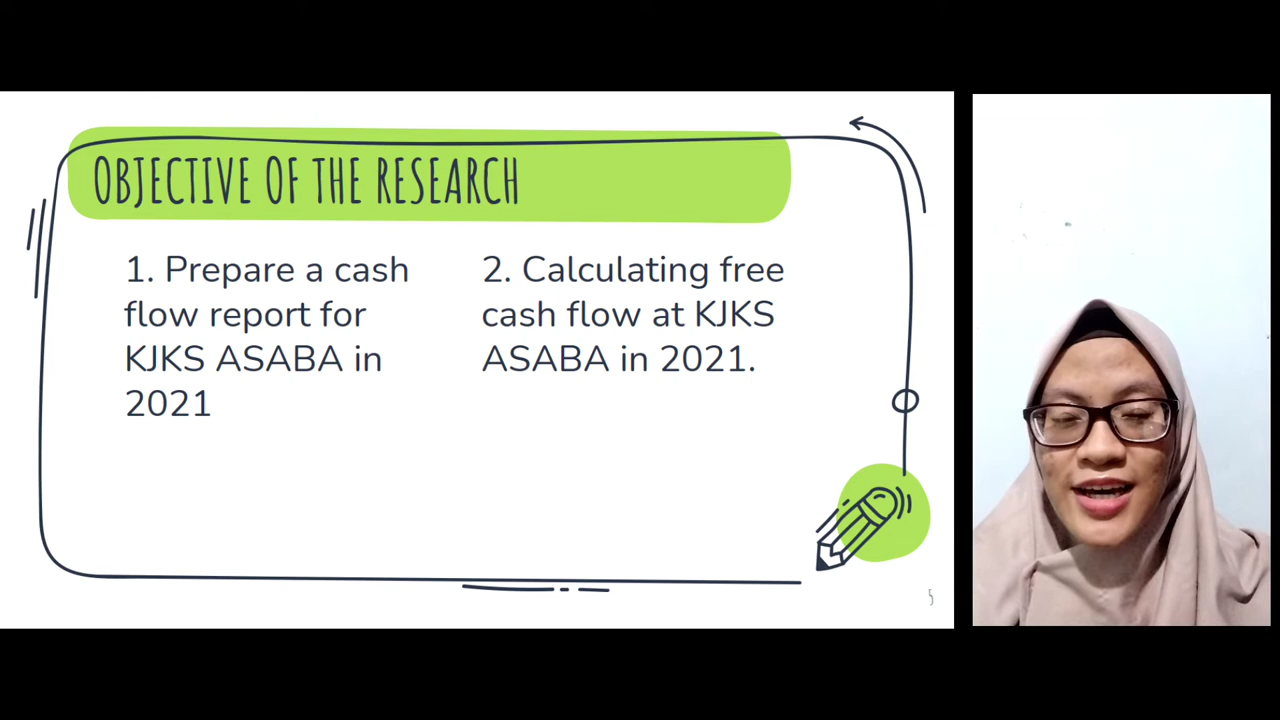 OBJECTIVE OF THE RESEARCH
1. Prepare a cash
flow report for
KJKS ASABA in
2021
2. Calculating free
cash flow at KJKS
ASABA in 2021.
5